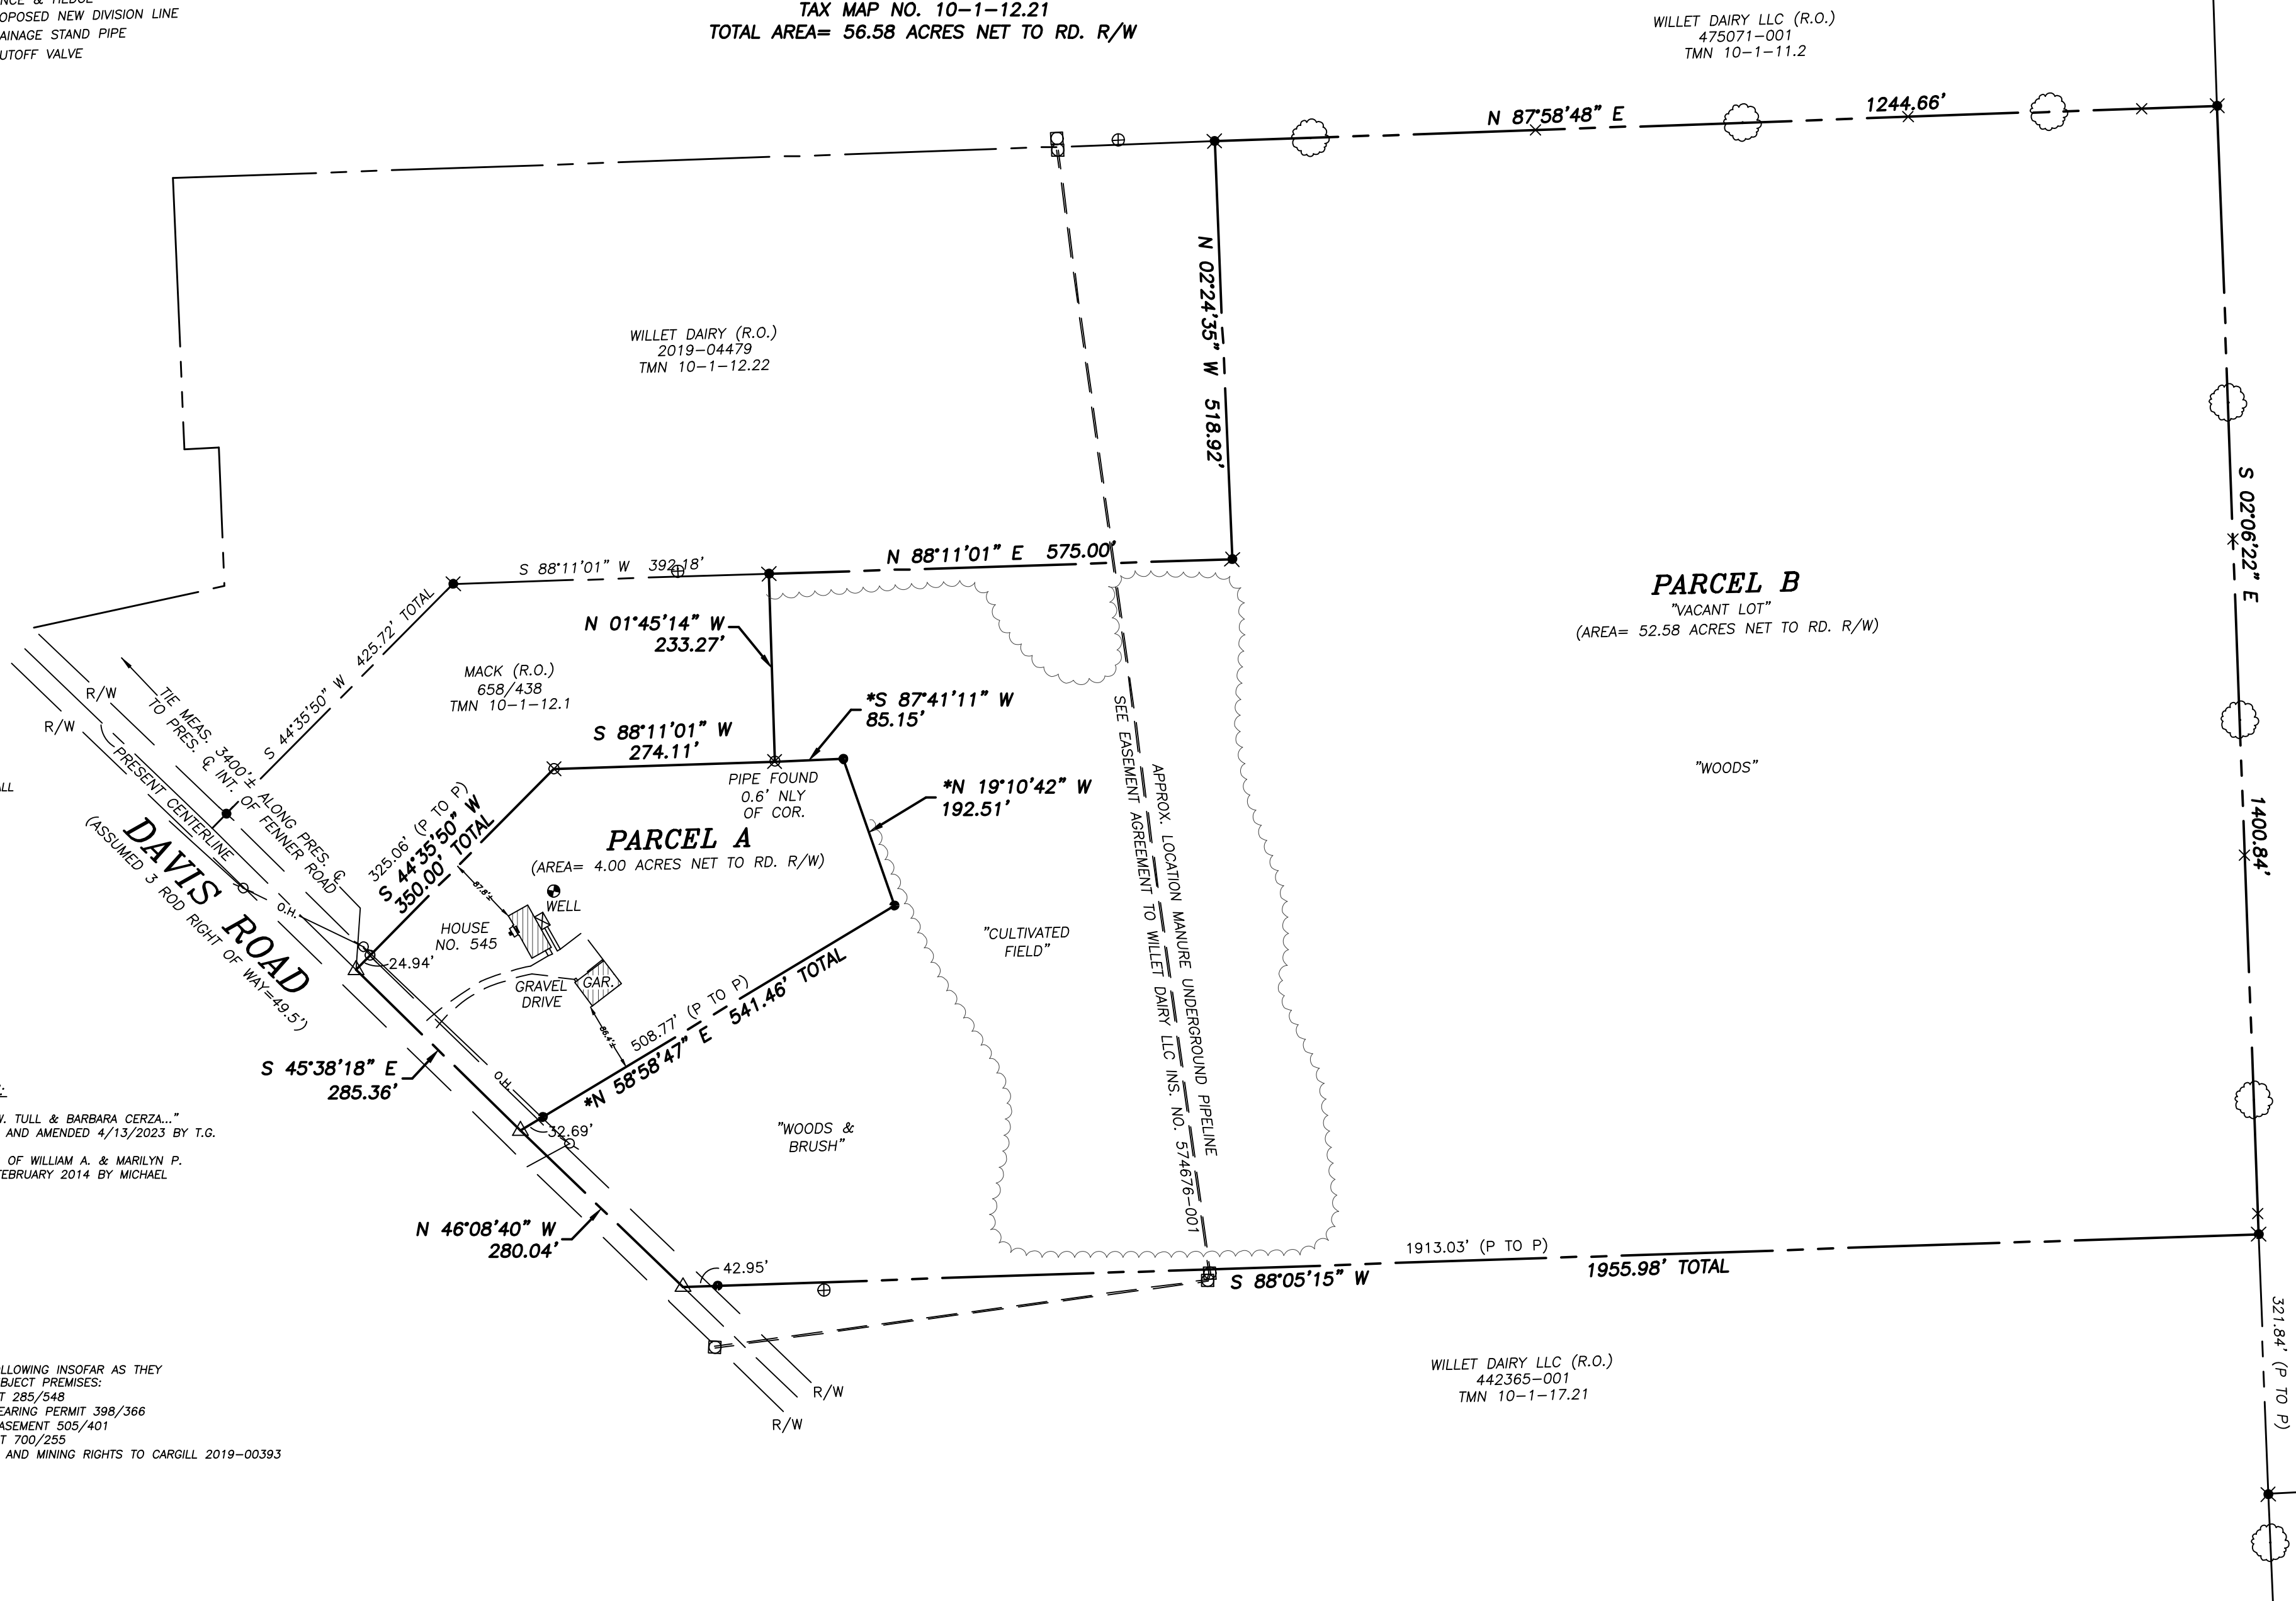 TAX MAP NO. 10-1-12.21
TOTAL AREA= 56.58 ACRES NET TO RD. R/W
WILLET DAIRY LLC (R.O.)
475071-001
TMN 10-1-11.2
N 87°58'48" E
1244.66'
N 02°24'35" W 518.92'
WILLET DAIRY (R.O.)
2019-04479
TMN 10-1-12.22
S 02°06'22" E
1400.84'
N 88°11'01" E 575.00'
S 88°11'01" W 392.18'
PARCEL B
"VACANT LOT"
(AREA= 52.58 ACRES NET TO RD. R/W)
"WOODS"
S 44°35'50" W 425.72' TOTAL
N 01°45'14" W
233.27'
MACK (R.O.)
658/438
TMN 10-1-12.1
*S 87°41'11" W
85.15'
S 88°11'01" W
274.11'
PIPE FOUND
0.6' NLY
OF COR.
*N 19°10'42" W
192.51'
PARCEL A
(AREA= 4.00 ACRES NET TO RD. R/W)
R/W
R/W
TIE MEAS. 3400'± ALONG PRES. ℄
TO PRES. ℄ INT. OF FENNER ROAD
PRESENT CENTERLINE
DAVIS ROAD
(ASSUMED 3 ROD RIGHT OF WAY=49.5')
O.H.
325.06' (P TO P)
S 44°35'50" W
350.00' TOTAL
87.8'±
WELL
HOUSE
NO. 545
24.94'
GRAVEL
DRIVE
GAR.
86.4'±
508.77' (P TO P)
*N 58°58'47" E 541.46' TOTAL
"CULTIVATED
FIELD"
APPROX. LOCATION MANURE UNDERGROUND PIPELINE
SEE EASEMENT AGREEMENT TO WILLET DAIRY LLC INS. NO. 574676-001
S 45°38'18" E
285.36'
O.H.
32.69'
"WOODS &
BRUSH"
N 46°08'40" W
280.04'
42.95'
1913.03' (P TO P)
S 88°05'15" W
1955.98' TOTAL
321.84' (P TO P)
WILLET DAIRY LLC (R.O.)
442365-001
TMN 10-1-17.21
R/W
R/W
OPOSED NEW DIVISION LINE
AINAGE STAND PIPE
UTOFF VALVE
W. TULL & BARBARA CERZA..."
AND AMENDED 4/13/2023 BY T.G.
OF WILLIAM A. & MARILYN P.
FEBRUARY 2014 BY MICHAEL
OLLOWING INSOFAR AS THEY
BJECT PREMISES:
T 285/548
EARING PERMIT 398/366
ASEMENT 505/401
T 700/255
AND MINING RIGHTS TO CARGILL 2019-00393